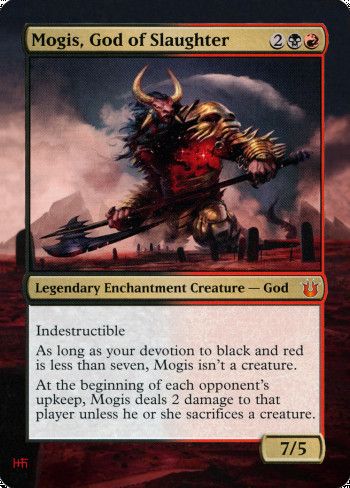 Mogis, God of Slaughter 2
Legendary Enchantment Creature — God
Indestructible
As long as your devotion to black and red
is less than seven, Mogis isn't a creature.
At the beginning of each opponent's
upkeep, Mogis deals 2 damage to that
player unless he or she sacrifices a creature.
7/5